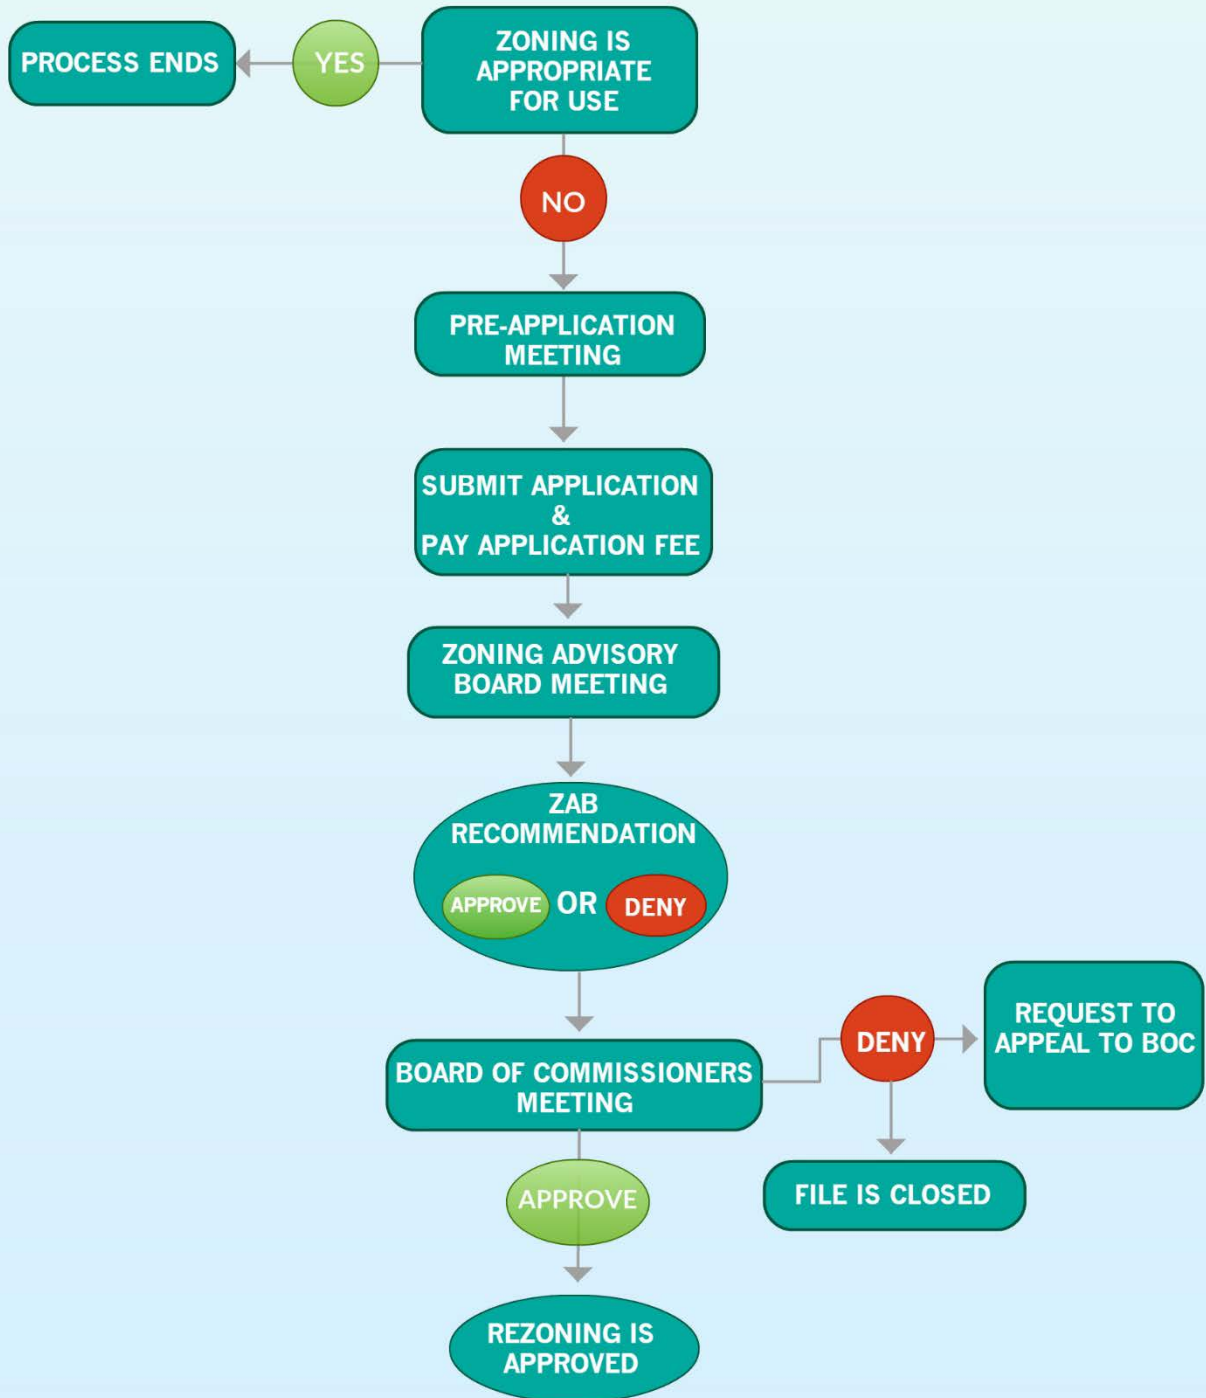 ZONING IS
APPROPRIATE
FOR USE
YES
PROCESS ENDS
NO
PRE-APPLICATION
MEETING
SUBMIT APPLICATION
&
PAY APPLICATION FEE
ZONING ADVISORY
BOARD MEETING
ZAB
RECOMMENDATION
APPROVE OR DENY
BOARD OF COMMISSIONERS
MEETING
DENY
REQUEST TO
APPEAL TO BOC
FILE IS CLOSED
APPROVE
REZONING IS
APPROVED